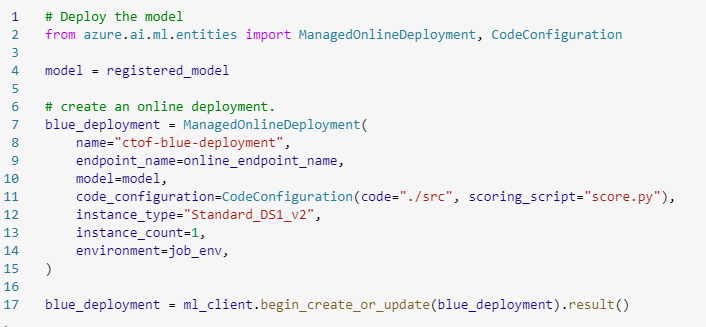 1 # Deploy the model
2 from azure.ai.ml.entities import ManagedOnlineDeployment, CodeConfiguration
3
4 model = registered_model
5
6 # create an online deployment.
7 blue_deployment = ManagedOnlineDeployment(
8     name="ctof-blue-deployment",
9     endpoint_name=online_endpoint_name,
10     model=model,
11     code_configuration=CodeConfiguration(code="./src", scoring_script="score.py"),
12     instance_type="Standard_DS1_v2",
13     instance_count=1,
14     environment=job_env,
15 )
16
17 blue_deployment = ml_client.begin_create_or_update(blue_deployment).result()